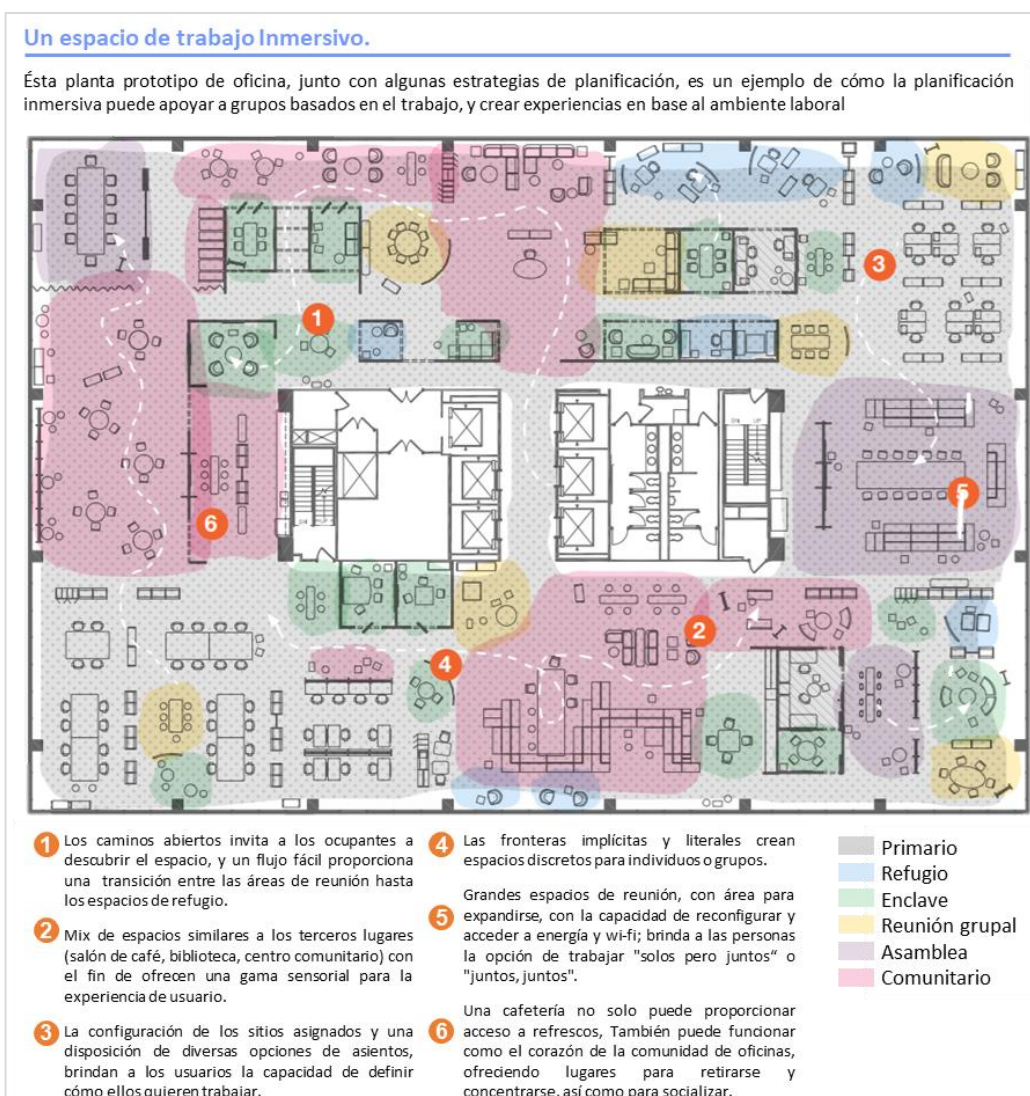 Un espacio de trabajo Inmersivo.
Ésta planta prototipo de oficina, junto con algunas estrategias de planificación, es un ejemplo de cómo la planificación
inmersiva puede apoyar a grupos basados en el trabajo, y crear experiencias en base al ambiente laboral
1
3
5
6
2
4
1 Los caminos abiertos invita a los ocupantes a
descubrir el espacio, y un flujo fácil proporciona
una transición entre las áreas de reunión hasta
los espacios de refugio.
2 Mix de espacios similares a los terceros lugares
(salón de café, biblioteca, centro comunitario) con
el fin de ofrecen una gama sensorial para la
experiencia de usuario.
3 La configuración de los sitios asignados y una
disposición de diversas opciones de asientos,
brindan a los usuarios la capacidad de definir
cómo ellos quieren trabajar.
4 Las fronteras implícitas y literales crean
espacios discretos para individuos o grupos.
5 Grandes espacios de reunión, con área para
expandirse, con la capacidad de reconfigurar y
acceder a energía y wi-fi; brinda a las personas
la opción de trabajar "solos pero juntos“ o
"juntos, juntos".
6 Una cafetería no solo puede proporcionar
acceso a refrescos, También puede funcionar
como el corazón de la comunidad de oficinas,
ofreciendo lugares para retirarse y
concentrarse, así como para socializar.
Primario
Refugio
Enclave
Reunión grupal
Asamblea
Comunitario